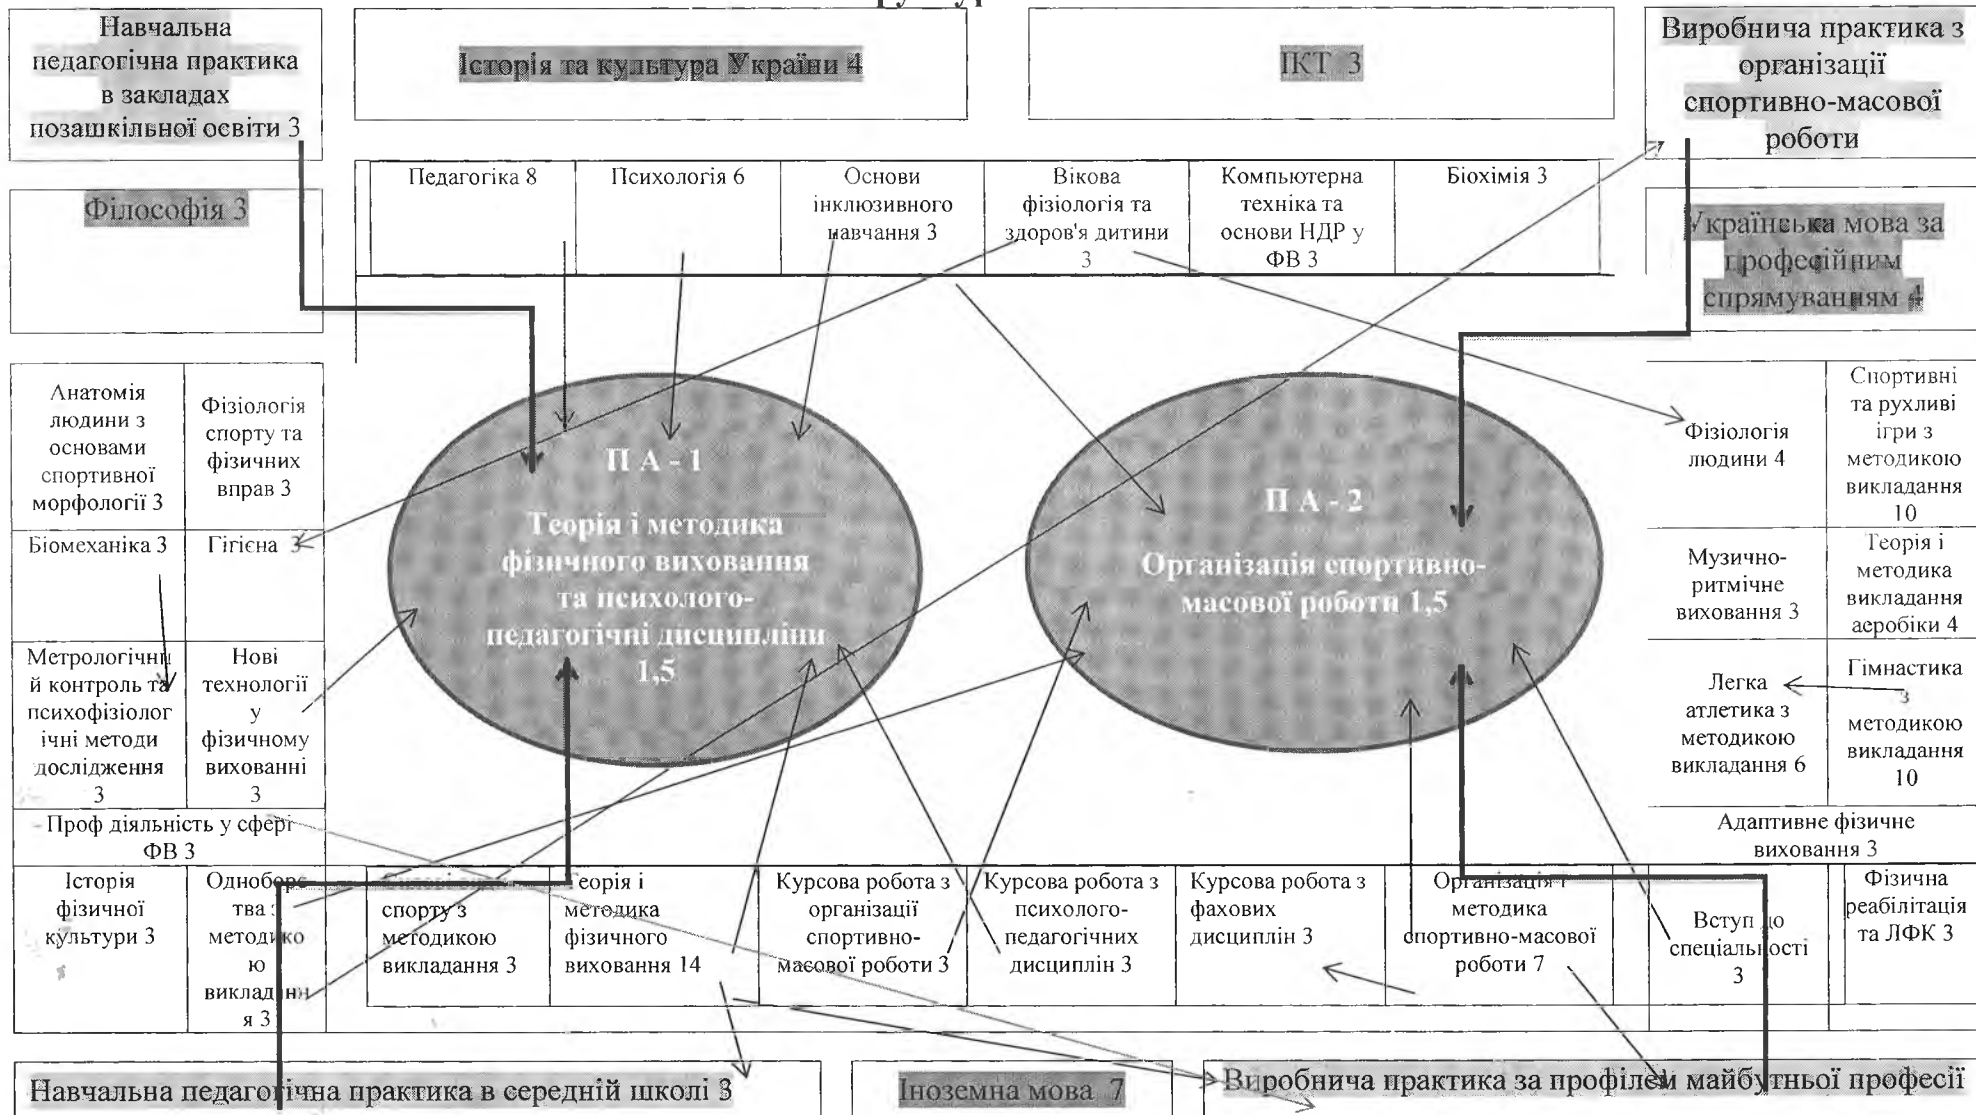 Навчальна
педагогічна практика
в закладах
позашкільної освіти 3
Історія та культура України 4
ІКТ 3
Виробнича практика з
організації
спортивно-масової
роботи
Педагогіка 8
Психологія 6
Основи
інклюзивного
навчання 3
Вікова
фізіологія та
здоров'я дитини
3
Компьютерна
техніка та
основи НДР у
ФВ 3
Біохімія 3
Філософія 3
Українська мова за
професійним
спрямуванням 4
Анатомія
людини з
основами
спортивної
морфології 3
Фізіологія
спорту та
фізичних
вправ 3
Біомеханіка 3
Гігієна 3
Метрологічни
й контроль та
психофізіолог
ічні методи
дослідження
3
Нові
технології
у
фізичному
вихованні
3
Проф діяльність у сфері
ФВ 3
П А - 1
Теорія і методика
фізичного виховання
та психолого-
педагогічні дисципліни
1,5
П А - 2
Організація спортивно-
масової роботи 1,5
Фізіологія
людини 4
Спортивні
та рухливі
ігри з
методикою
викладання
10
Музично-
ритмічне
виховання 3
Теорія і
методика
викладання
аеробіки 4
Легка
атлетика з
методикою
викладання 6
Гімнастика
з
методикою
викладання
10
Адаптивне фізичне
виховання 3
Історія
фізичної
культури 3
Одноборс
тва з
методико
ю
викладанн
я 3
спорту з
методикою
викладання 3
Теорія і
методика
фізичного
виховання 14
Курсова робота з
організації
спортивно-
масової роботи 3
Курсова робота з
психолого-
педагогічних
дисциплін 3
Курсова робота з
фахових
дисциплін 3
Організація і
методика
спортивно-масової
роботи 7
Вступ до
спеціальності
3
Фізична
реабілітація
та ЛФК 3
Навчальна педагогічна практика в середній школі 3
Іноземна мова 7
Виробнича практика за профілем майбутньої професії